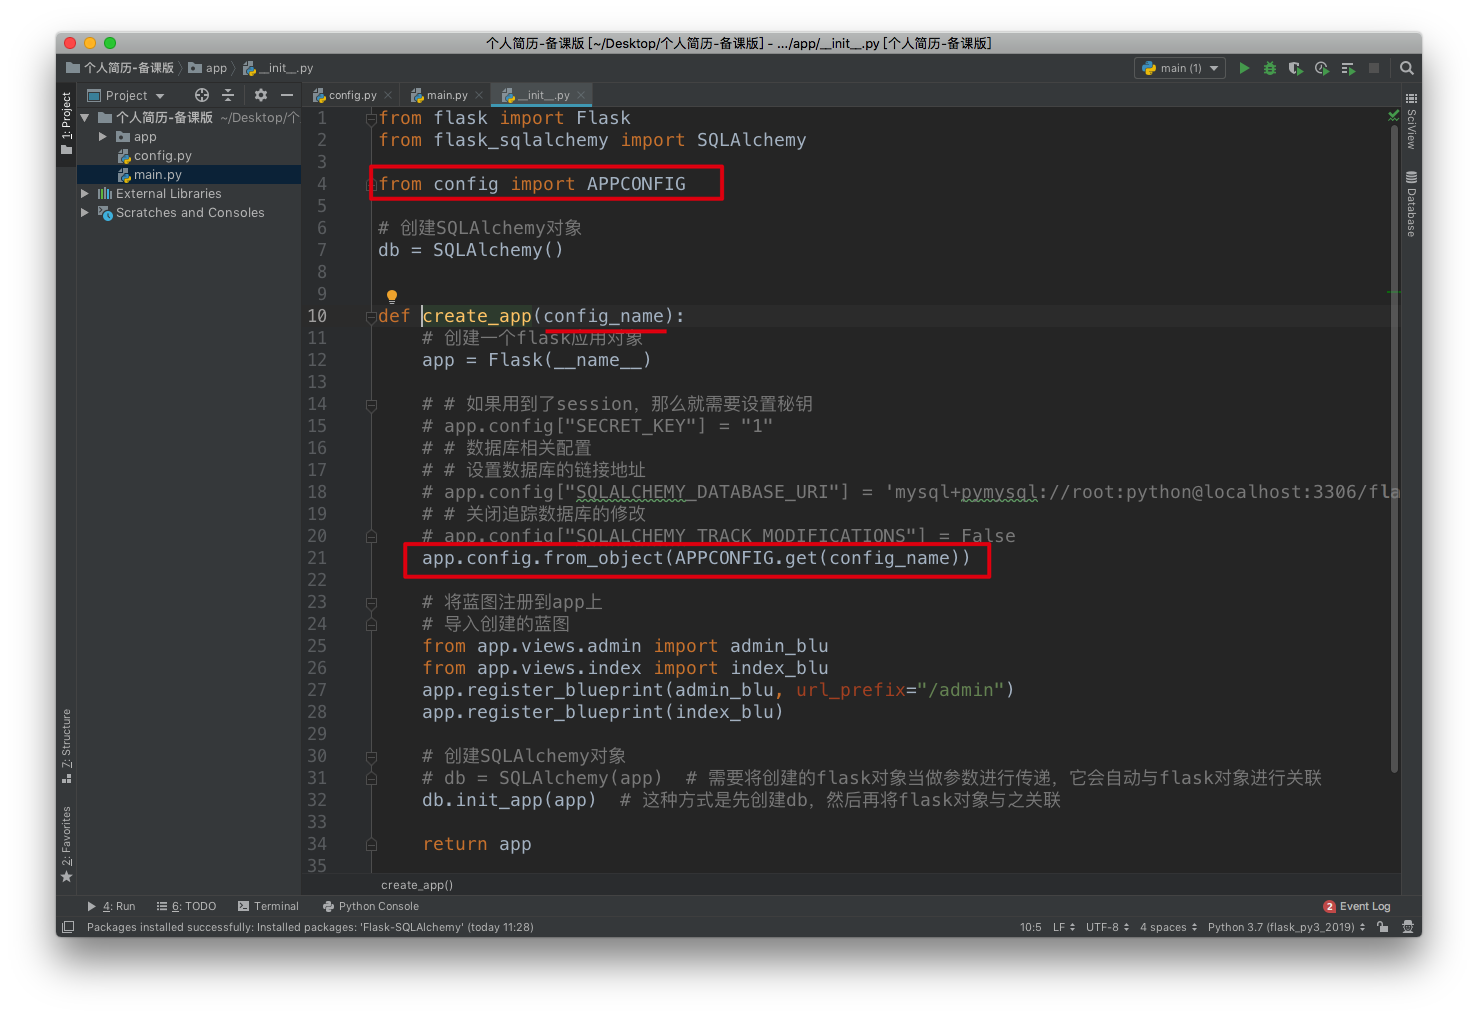 个人简历-备课版 [~/Desktop/个人简历-备课版] - .../app/__init__.py [个人简历-备课版]
个人简历-备课版 app __init__.py
main (1)
Project
config.py
main.py
__init__.py
1: Project
个人简历-备课版 ~/Desktop/个
app
config.py
main.py
External Libraries
Scratches and Consoles
1 from flask import Flask
2 from flask_sqlalchemy import SQLAlchemy
3
4 from config import APPCONFIG
5
6 # 创建SQLAlchemy对象
7 db = SQLAlchemy()
8
9
10 def create_app(config_name):
11 # 创建一个flask应用对象
12 app = Flask(__name__)
13
14 # # 如果用到了session，那么就需要设置秘钥
15 # app.config["SECRET_KEY"] = "1"
16 # # 数据库相关配置
17 # # 设置数据库的链接地址
18 # app.config["SQLALCHEMY_DATABASE_URI"] = 'mysql+pymysql://root:python@localhost:3306/fla
19 # # 关闭追踪数据库的修改
20 # app.config["SQLALCHEMY_TRACK_MODIFICATIONS"] = False
21 app.config.from_object(APPCONFIG.get(config_name))
22
23 # 将蓝图注册到app上
24 # 导入创建的蓝图
25 from app.views.admin import admin_blu
26 from app.views.index import index_blu
27 app.register_blueprint(admin_blu, url_prefix="/admin")
28 app.register_blueprint(index_blu)
29
30 # 创建SQLAlchemy对象
31 # db = SQLAlchemy(app)  # 需要将创建的flask对象当做参数进行传递，它会自动与flask对象进行关联
32 db.init_app(app)  # 这种方式是先创建db，然后再将flask对象与之关联
33
34 return app
35
SciView
Database
Z: Structure
2: Favorites
create_app()
4: Run
6: TODO
Terminal
Python Console
2 Event Log
Packages installed successfully: Installed packages: 'Flask-SQLAlchemy' (today 11:28)
10:5 LF UTF-8 4 spaces Python 3.7 (flask_py3_2019)